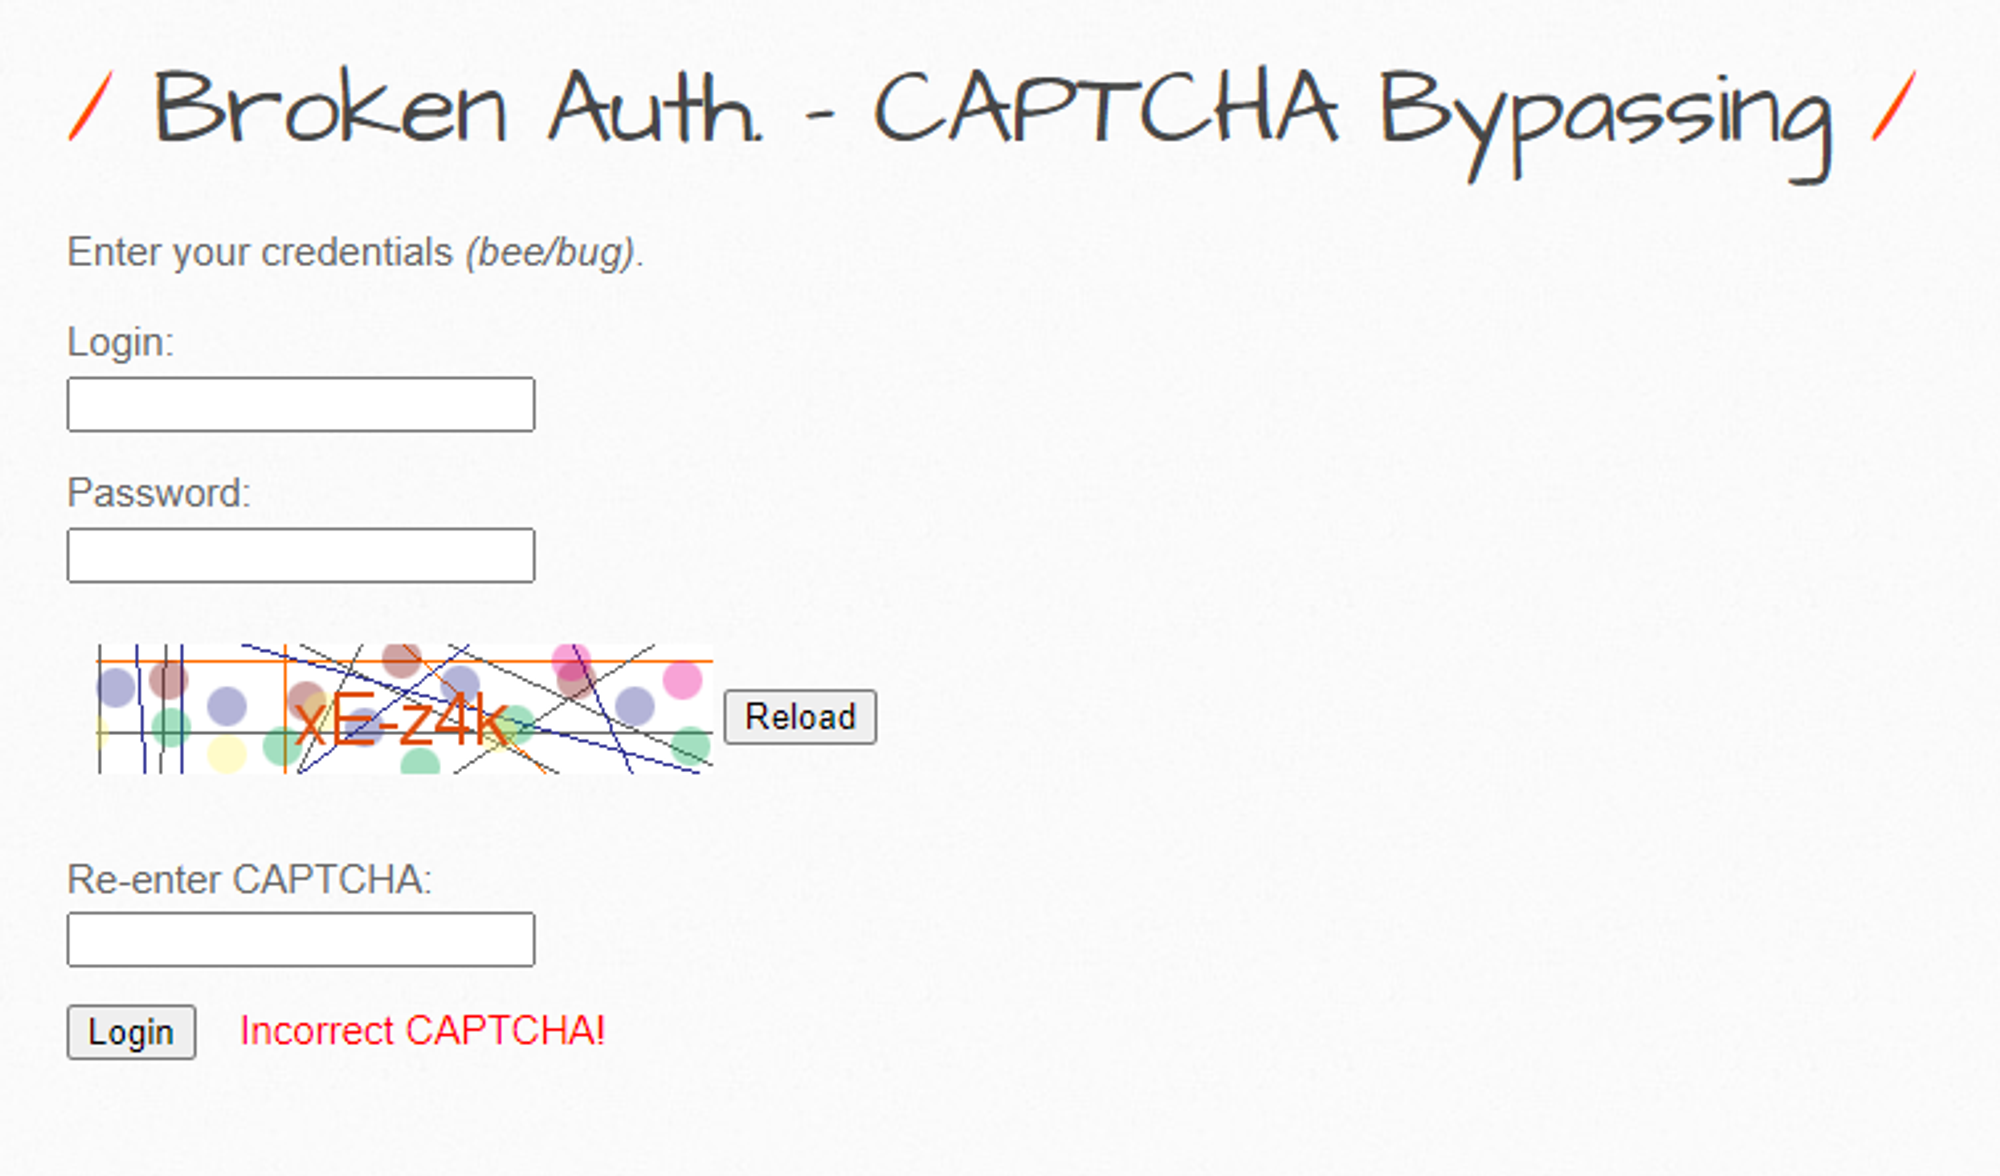 / Broken Auth. - CAPTCHA Bypassing /
Enter your credentials (bee/bug).
Login:
Password:
xE-z4k
Reload
Re-enter CAPTCHA:
Login Incorrect CAPTCHA!